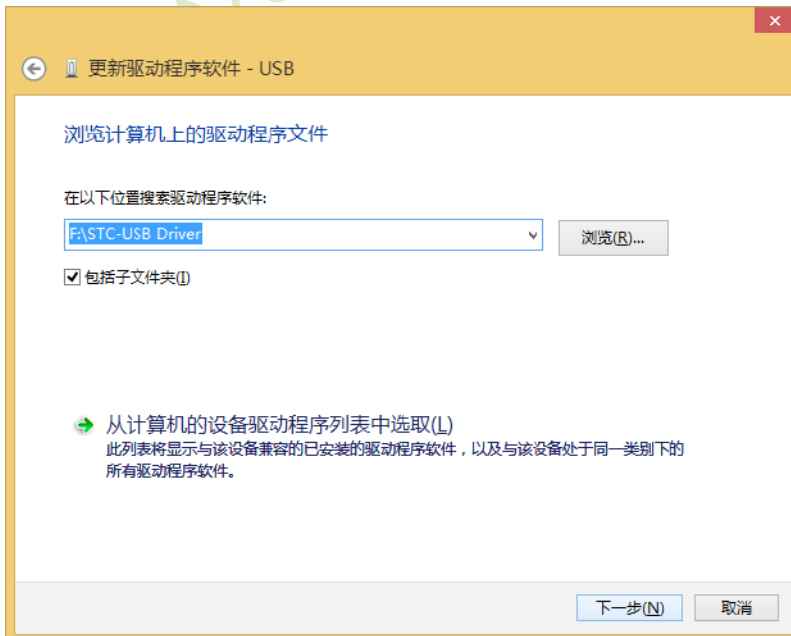 更新驱动程序软件 - USB
浏览计算机上的驱动程序文件
在以下位置搜索驱动程序软件:
F:\STC-USB Driver
浏览(R)...
包括子文件夹(I)
从计算机的设备驱动程序列表中选取(L)
此列表将显示与该设备兼容的已安装的驱动程序软件，以及与该设备处于同一类别下的
所有驱动程序软件。
下一步(N)
取消